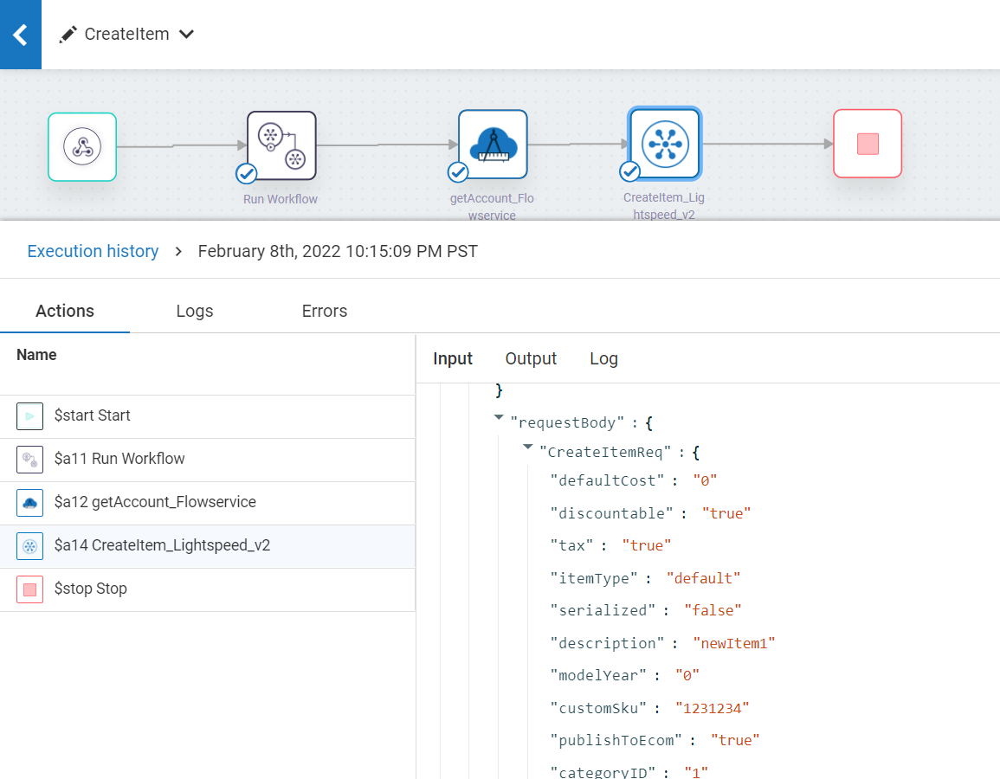 CreateItem
Run Workflow
getAccount_Flo
wservice
CreateItem_Lig
htspeed_v2
Execution history > February 8th, 2022 10:15:09 PM PST
Actions Logs Errors
Name
$start Start
$a11 Run Workflow
$a12 getAccount_Flowservice
$a14 CreateItem_Lightspeed_v2
$stop Stop
Input Output Log
}
"requestBody" : {
"CreateItemReq" : {
"defaultCost" : "0"
"discountable" : "true"
"tax" : "true"
"itemType" : "default"
"serialized" : "false"
"description" : "newItem1"
"modelYear" : "0"
"customSku" : "1231234"
"publishToEcom" : "true"
"categoryID" : "1"